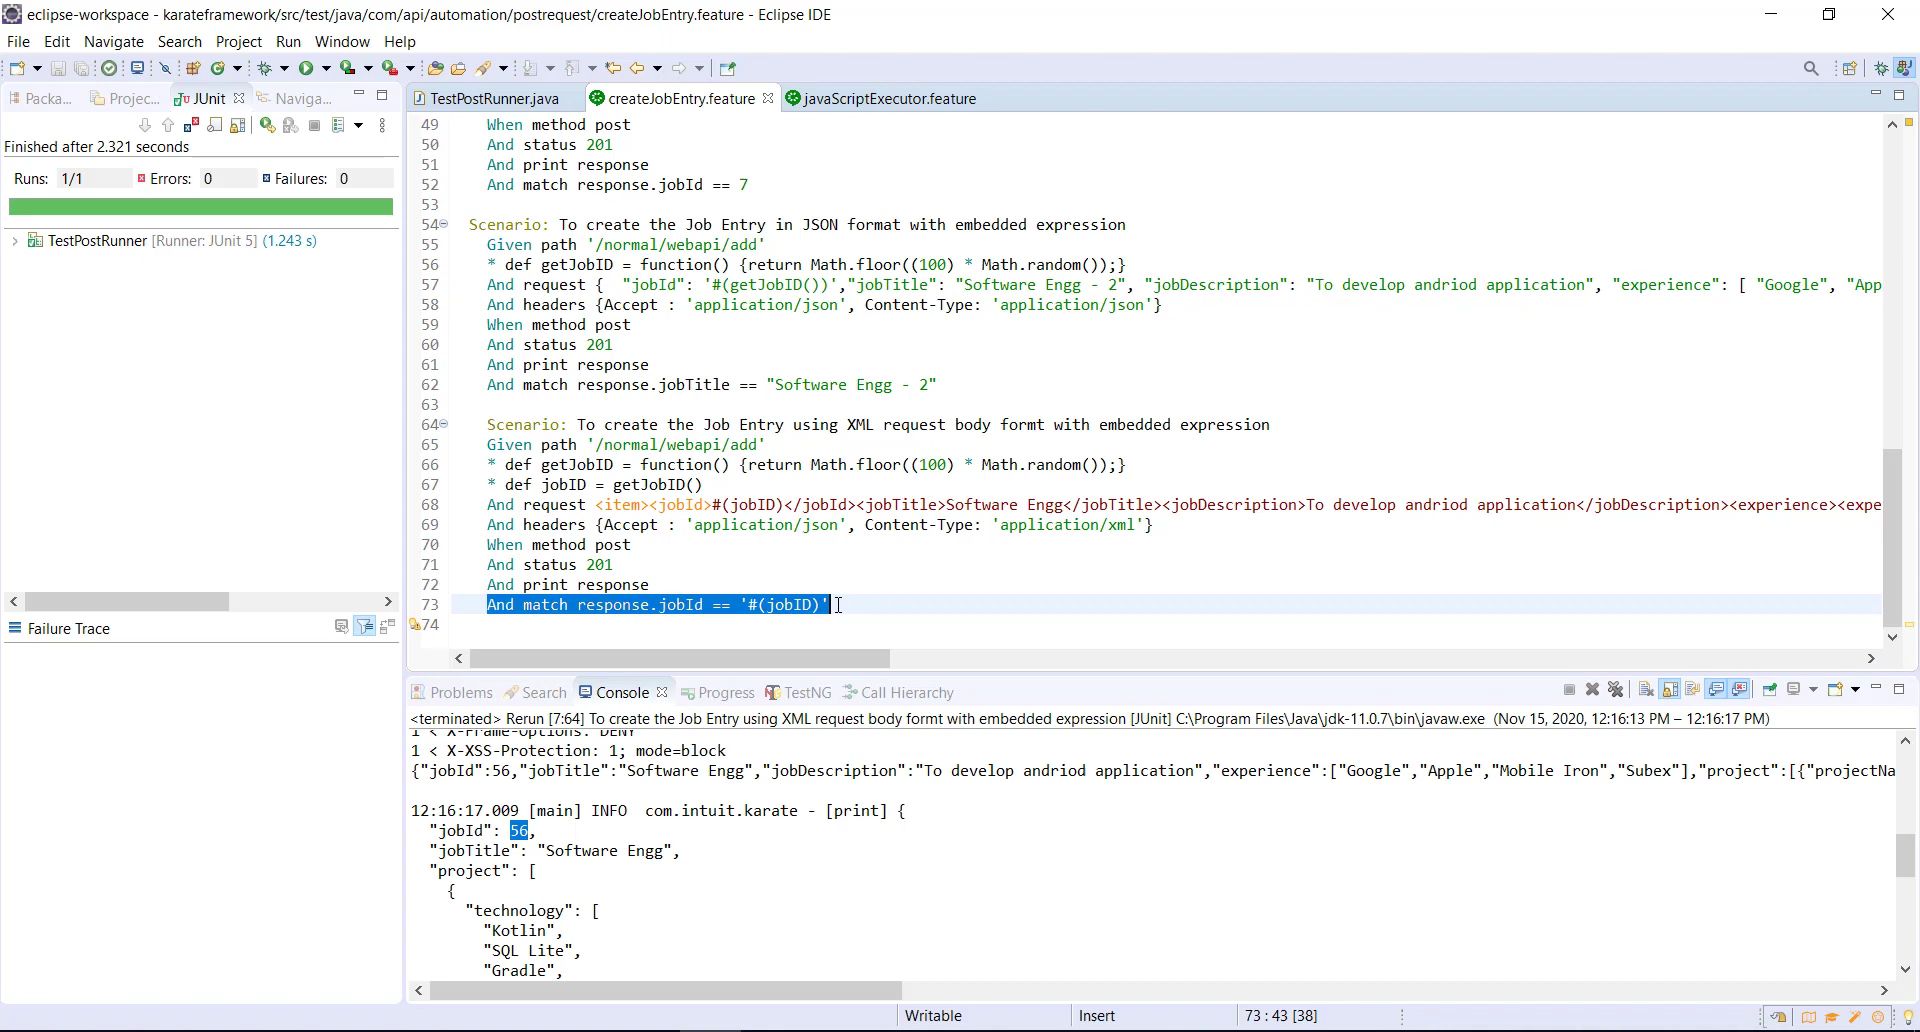 eclipse-workspace - karateframework/src/test/java/com/api/automation/postrequest/createJobEntry.feature - Eclipse IDE
File Edit Navigate Search Project Run Window Help
Packa... Projec... JUnit Naviga...
TestPostRunner.java createJobEntry.feature javaScriptExecutor.feature
Finished after 2.321 seconds
Runs: 1/1 Errors: 0 Failures: 0
TestPostRunner [Runner: JUnit 5] (1.243 s)
Failure Trace
49 When method post
50 And status 201
51 And print response
52 And match response.jobId == 7
53
54 Scenario: To create the Job Entry in JSON format with embedded expression
55 Given path '/normal/webapi/add'
56 * def getJobID = function() {return Math.floor((100) * Math.random());}
57 And request { "jobId": '#(getJobID())',"jobTitle": "Software Engg - 2", "jobDescription": "To develop andriod application", "experience": [ "Google", "App
58 And headers {Accept : 'application/json', Content-Type: 'application/json'}
59 When method post
60 And status 201
61 And print response
62 And match response.jobTitle == "Software Engg - 2"
63
64 Scenario: To create the Job Entry using XML request body formt with embedded expression
65 Given path '/normal/webapi/add'
66 * def getJobID = function() {return Math.floor((100) * Math.random());}
67 * def jobID = getJobID()
68 And request <item><jobId>#(jobID)</jobId><jobTitle>Software Engg</jobTitle><jobDescription>To develop andriod application</jobDescription><experience><expe
69 And headers {Accept : 'application/json', Content-Type: 'application/xml'}
70 When method post
71 And status 201
72 And print response
73 And match response.jobId == '#(jobID)'
74
Problems Search Console Progress TestNG Call Hierarchy
<terminated> Rerun [7:64] To create the Job Entry using XML request body formt with embedded expression [JUnit] C:\Program Files\Java\jdk-11.0.7\bin\javaw.exe (Nov 15, 2020, 12:16:13 PM – 12:16:17 PM)
1 < X-Frame-Options: DENY
1 < X-XSS-Protection: 1; mode=block
{"jobId":56,"jobTitle":"Software Engg","jobDescription":"To develop andriod application","experience":["Google","Apple","Mobile Iron","Subex"],"project":[{"projectNa
12:16:17.009 [main] INFO com.intuit.karate - [print] {
"jobId": 56,
"jobTitle": "Software Engg",
"project": [
{
"technology": [
"Kotlin",
"SQL Lite",
"Gradle",
Writable Insert 73 : 43 [38]